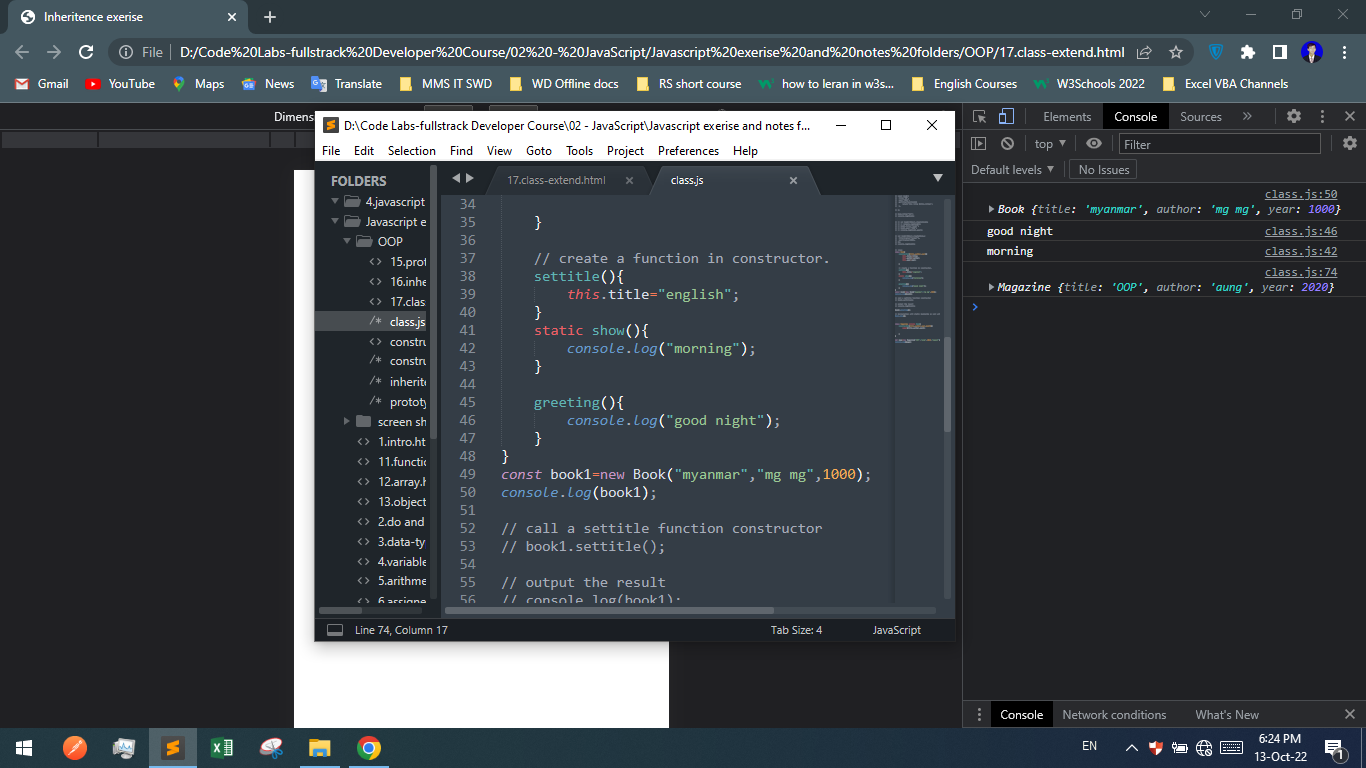 Inheritence exerise
File
D:/Code%20Labs-fullstrack%20Developer%20Course/02%20-%20JavaScript/Javascript%20exerise%20and%20notes%20folders/OOP/17.class-extend.html
Gmail YouTube Maps News Translate MMS IT SWD WD Offline docs RS short course how to leran in w3s... English Courses W3Schools 2022 Excel VBA Channels
Dimens
D:\Code Labs-fullstrack Developer Course\02 - JavaScript\Javascript exerise and notes f...
File Edit Selection Find View Goto Tools Project Preferences Help
FOLDERS
4.javascript
Javascript e
OOP
<> 15.prot
<> 16.inhe
<> 17.clas
/* class.js
<> constru
/* constru
/* inherite
/* prototy
screen sh
<> 1.intro.ht
<> 11.functio
<> 12.array.h
<> 13.object
<> 2.do and
<> 3.data-ty
<> 4.variable
<> 5.arithme
<> 6.assigne
17.class-extend.html
class.js
34
35 }
36
37 // create a function in constructor.
38 settitle(){
39 this.title="english";
40 }
41 static show(){
42 console.log("morning");
43 }
44
45 greeting(){
46 console.log("good night");
47 }
48 }
49 const book1=new Book("myanmar","mg mg",1000);
50 console.log(book1);
51
52 // call a settitle function constructor
53 // book1.settitle();
54
55 // output the result
56 // console.log(book1);
Line 74, Column 17
Tab Size: 4
JavaScript
Elements Console Sources
top
Filter
Default levels
No Issues
class.js:50
Book {title: 'myanmar', author: 'mg mg', year: 1000}
good night class.js:46
morning class.js:42
class.js:74
Magazine {title: 'OOP', author: 'aung', year: 2020}
Console Network conditions What's New
EN
6:24 PM
13-Oct-22
1